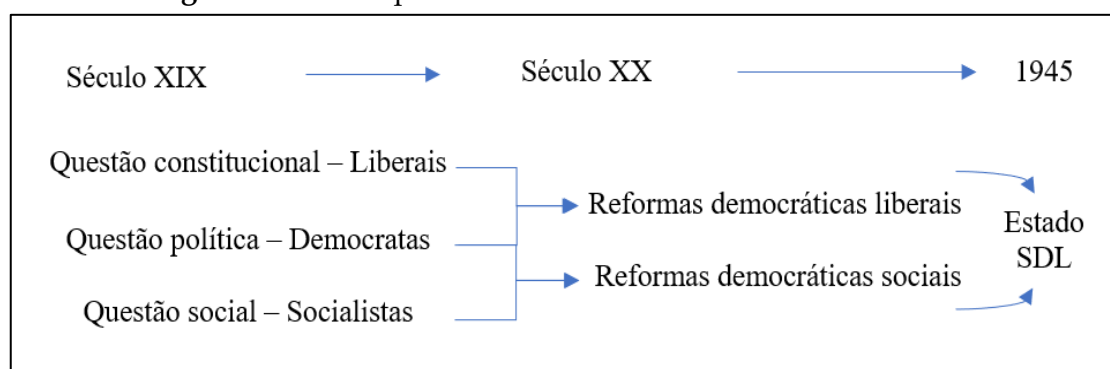 Século XIX
Século XX
1945
Questão constitucional – Liberais
Questão política – Democratas
Questão social – Socialistas
Reformas democráticas liberais
Reformas democráticas sociais
Estado
SDL